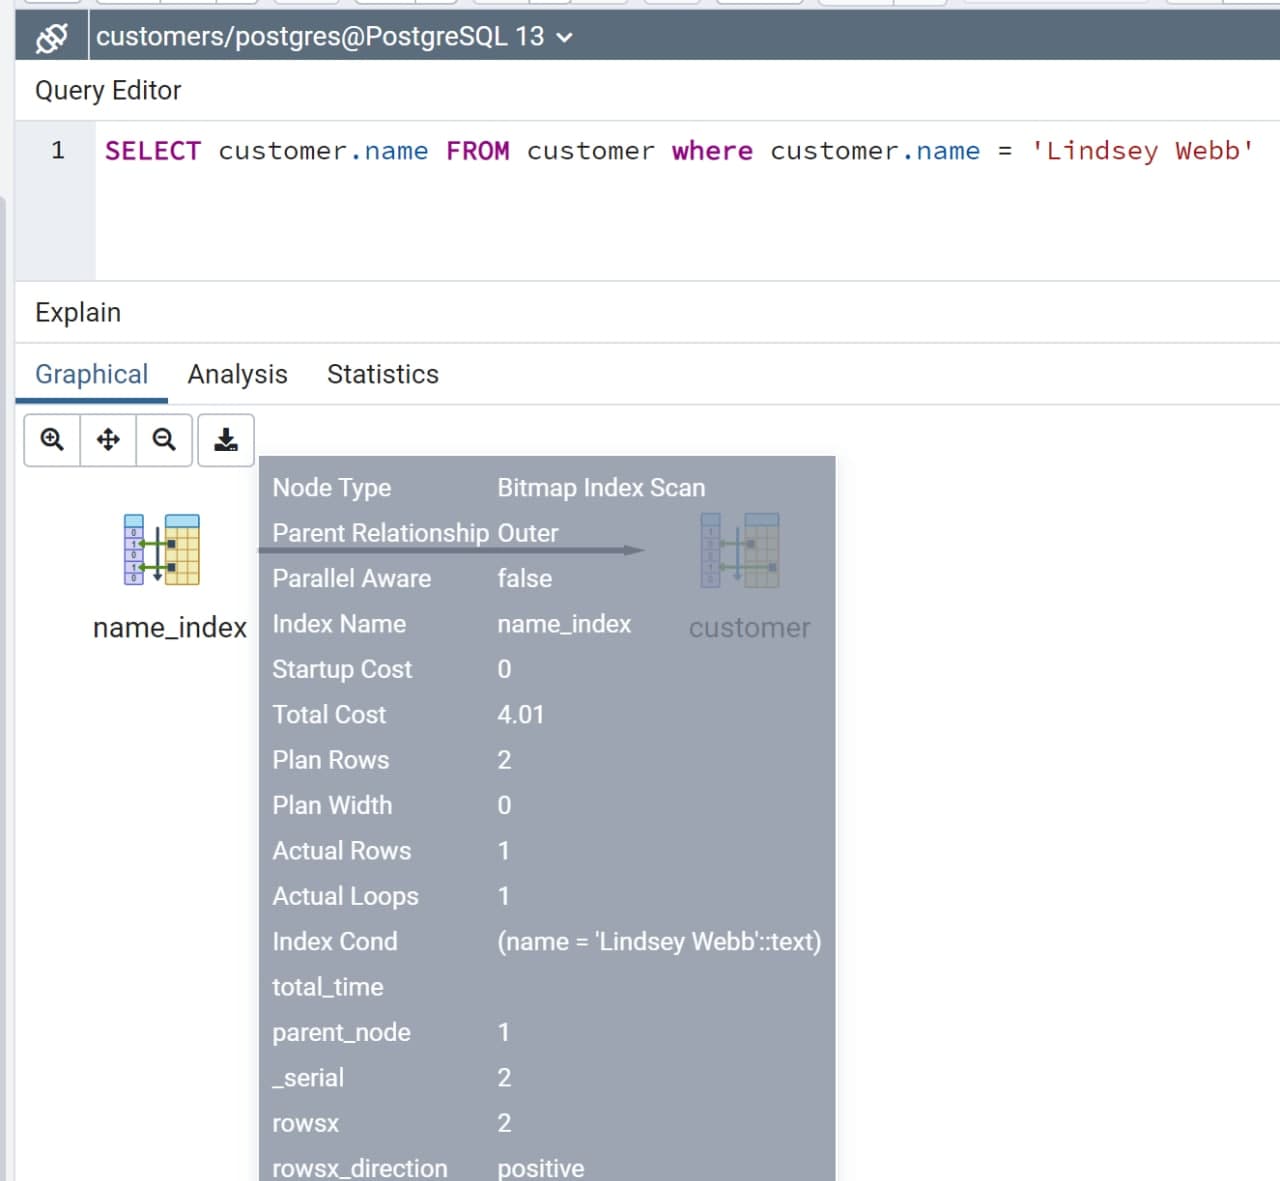 customers/postgres@PostgreSQL 13
Query Editor
1 SELECT customer.name FROM customer where customer.name = 'Lindsey Webb'
Explain
Graphical Analysis Statistics
Node Type Bitmap Index Scan
Parent Relationship Outer
Parallel Aware false
name_index Index Name name_index customer
Startup Cost 0
Total Cost 4.01
Plan Rows 2
Plan Width 0
Actual Rows 1
Actual Loops 1
Index Cond (name = 'Lindsey Webb'::text)
total_time
parent_node 1
_serial 2
rowsx 2
rowsx_direction positive